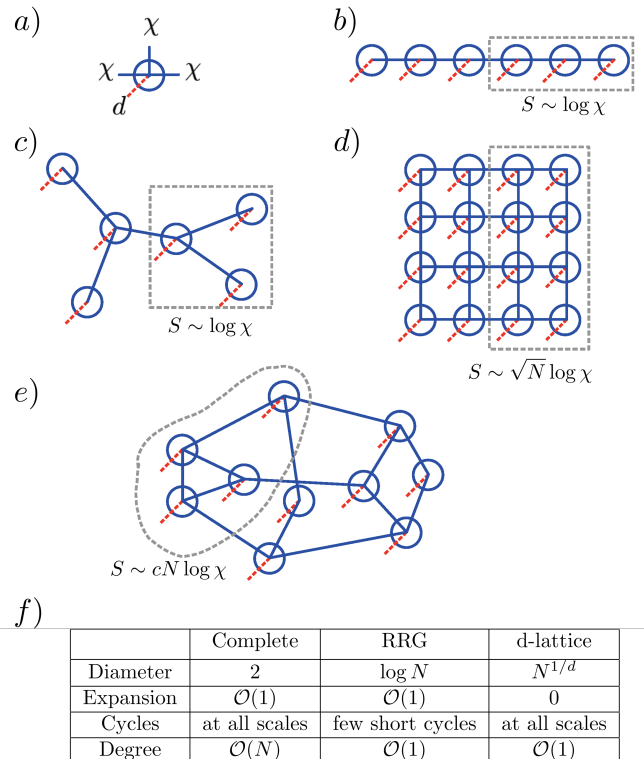 a)
χ
χ
χ
d
b)
S ∼ log χ
c)
S ∼ log χ
d)
S ∼ √N log χ
e)
S ∼ cN log χ
f)
Complete RRG d-lattice
Diameter 2 log N N^{1/d}
Expansion O(1) O(1) 0
Cycles at all scales few short cycles at all scales
Degree O(N) O(1) O(1)